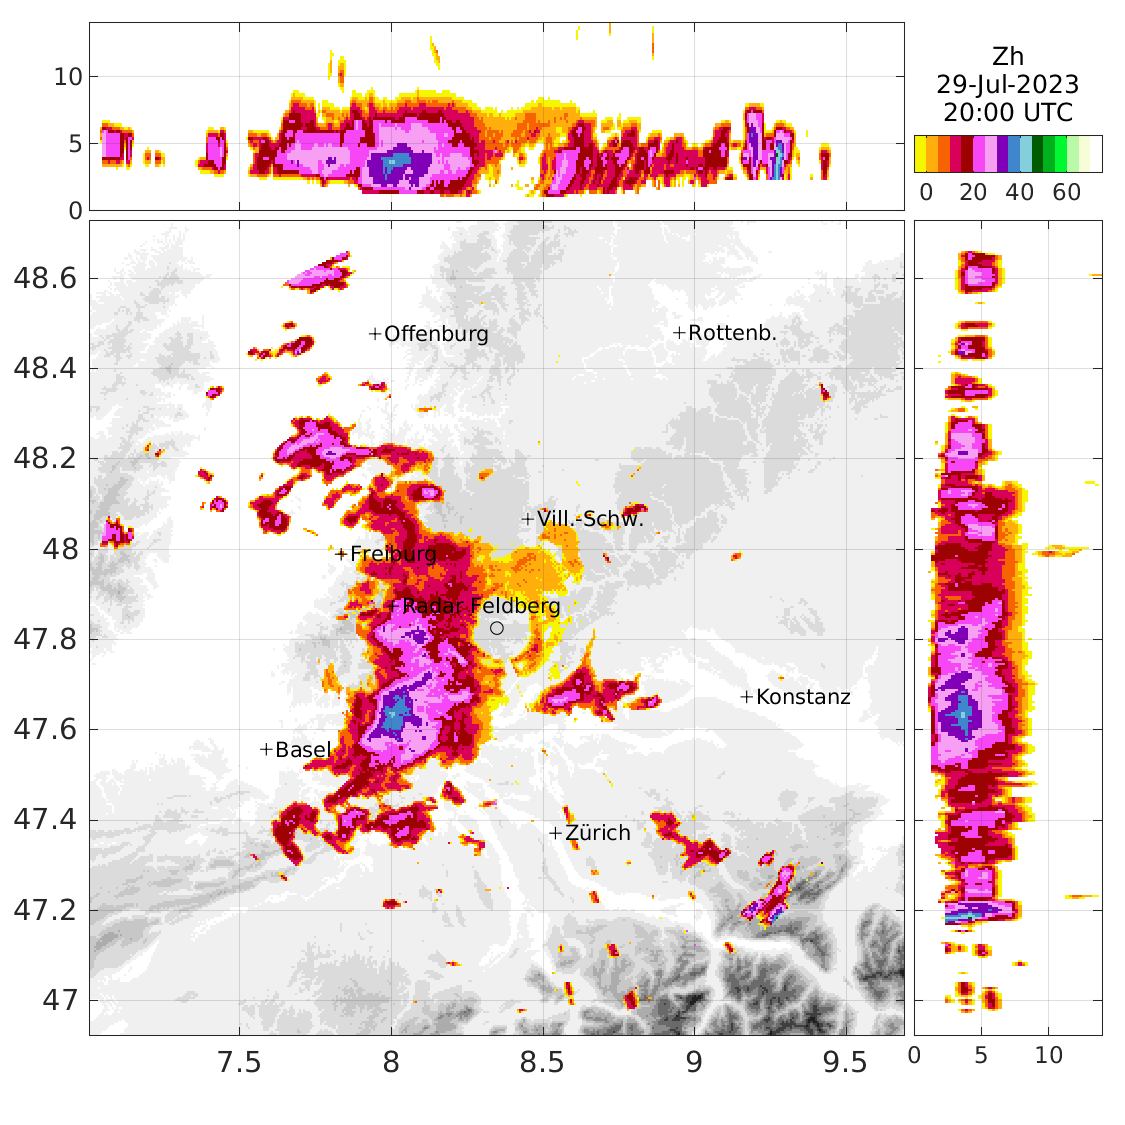 10
5
0
Zh
29-Jul-2023
20:00 UTC
0 20 40 60
48.6
48.4
48.2
48
47.8
47.6
47.4
47.2
47
+Offenburg
+Rottenb.
+Vill.-Schw.
+Freiburg
+Radar Feldberg
+Konstanz
+Basel
+Zürich
7.5 8 8.5 9 9.5
0 5 10